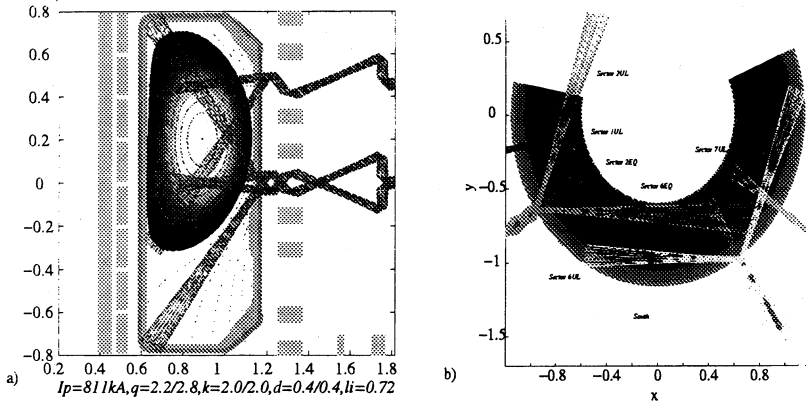 0.8
0.6
0.4
0.2
0
-0.2
-0.4
-0.6
-0.8
0.2 0.4 0.6 0.8 1.0 1.2 1.4 1.6 1.8
a)
Ip=811kA,q=2.2/2.8,k=2.0/2.0,d=0.4/0.4,li=0.72
0.5
0
-0.5
-1
-1.5
y
Sector 2UL
Sector 1UL
Sector 7UL
Sector 2EQ
Sector 6EQ
Sector 6UL
South
-0.8 -0.4 0 0.4 0.8
x
b)